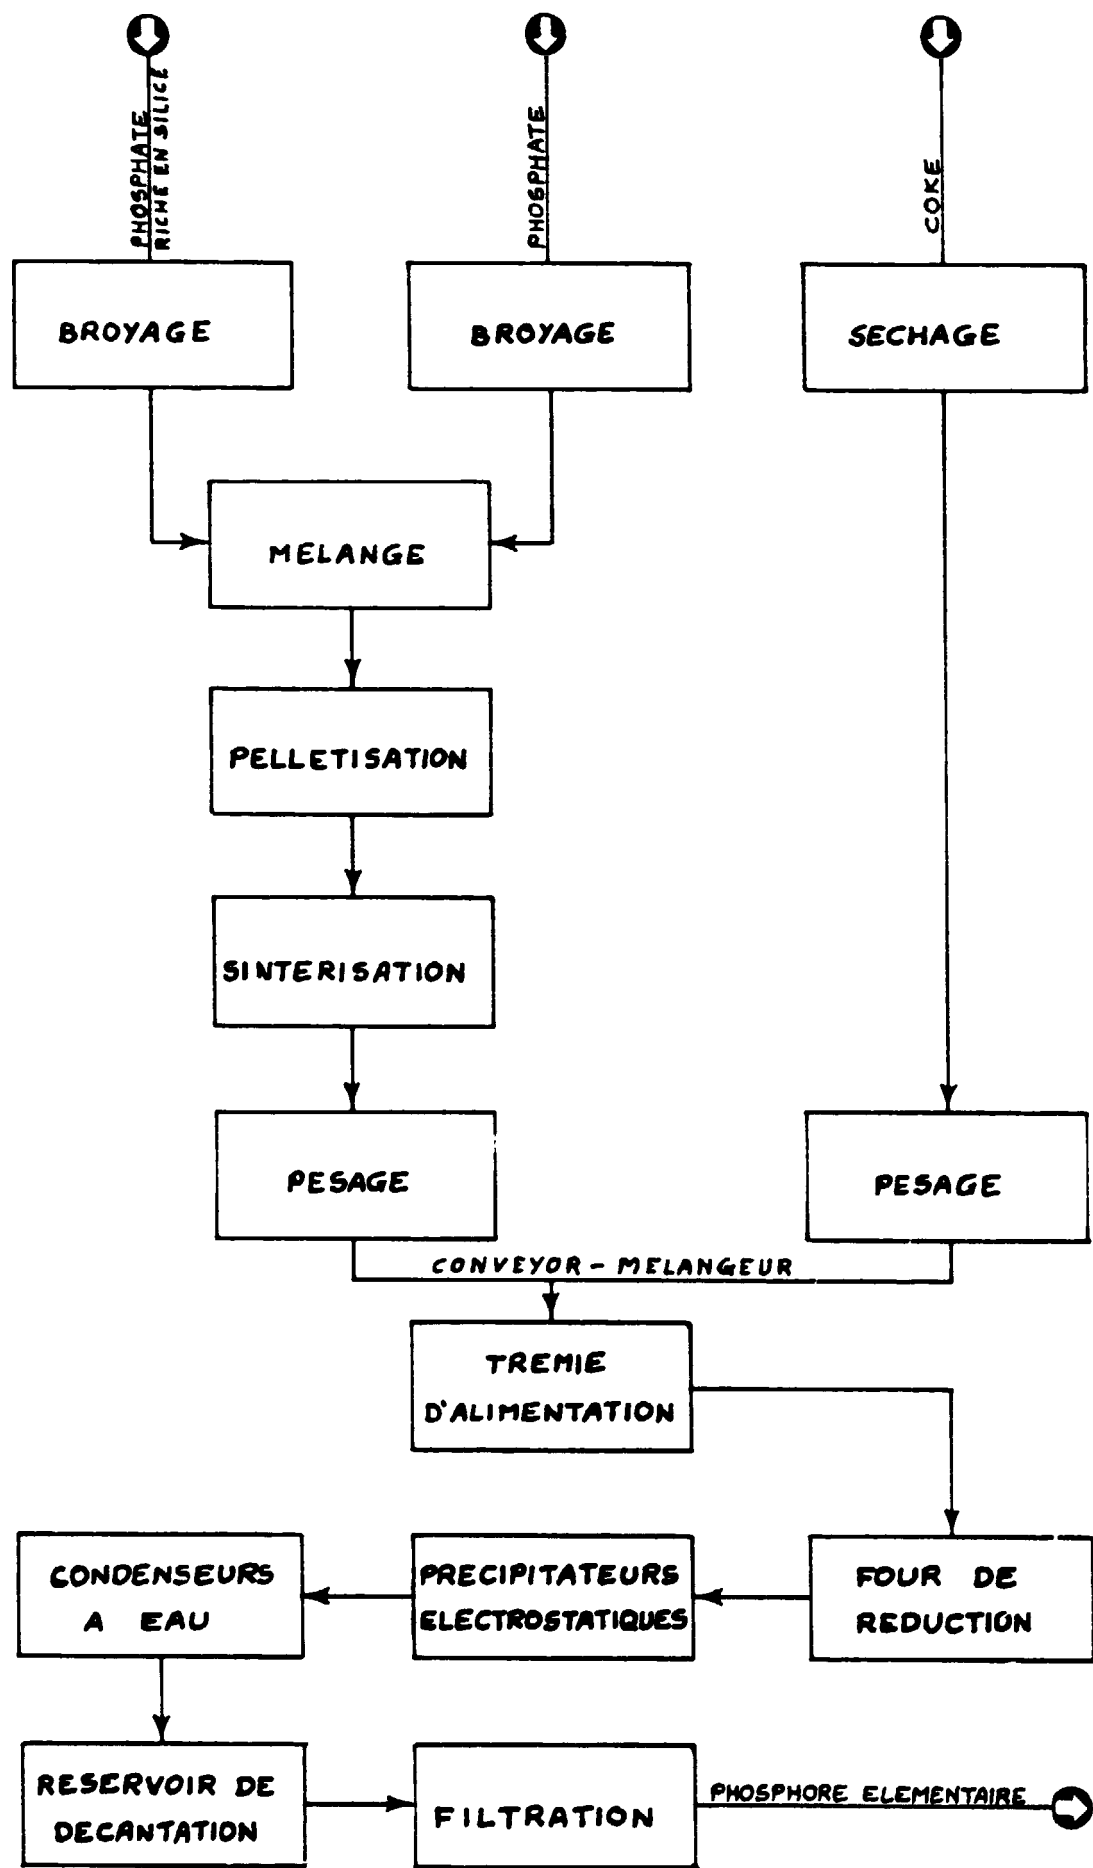 PHOSPHATE
RICHE EN SILICE
PHOSPHATE
COKE
BROYAGE
BROYAGE
SECHAGE
MELANGE
PELLETISATION
SINTERISATION
PESAGE
PESAGE
CONVEYOR - MELANGEUR
TREMIE
D'ALIMENTATION
CONDENSEURS
A EAU
PRECIPITATEURS
ELECTROSTATIQUES
FOUR DE
REDUCTION
RESERVOIR DE
DECANTATION
FILTRATION
PHOSPHORE ELEMENTAIRE